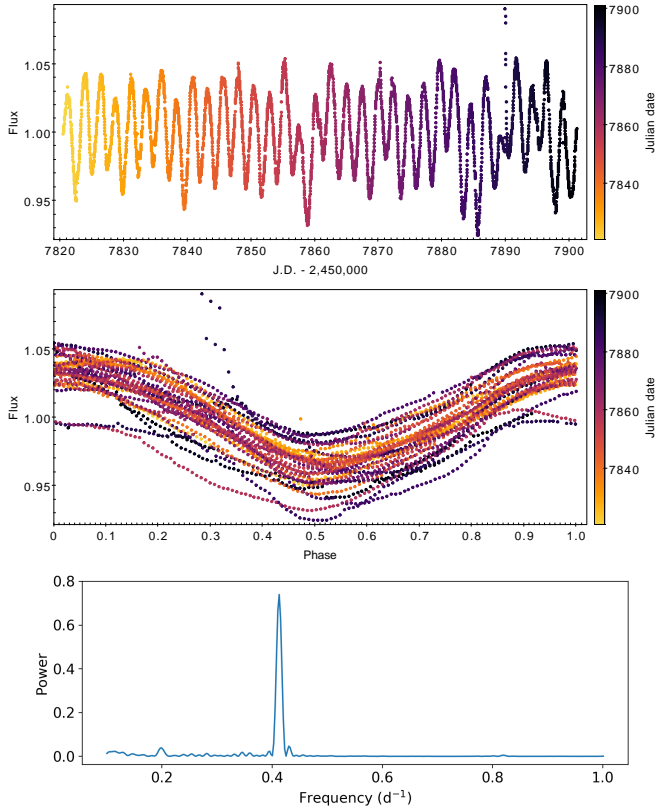 1.05
1.00
0.95
Flux
7820 7830 7840 7850 7860 7870 7880 7890 7900
J.D. - 2,450,000
7900
7880
7860
7840
Julian date
1.05
1.00
0.95
Flux
0 0.1 0.2 0.3 0.4 0.5 0.6 0.7 0.8 0.9 1.0
Phase
7900
7880
7860
7840
Julian date
0.8
0.6
0.4
0.2
0.0
Power
0.2 0.4 0.6 0.8 1.0
Frequency (d⁻¹)